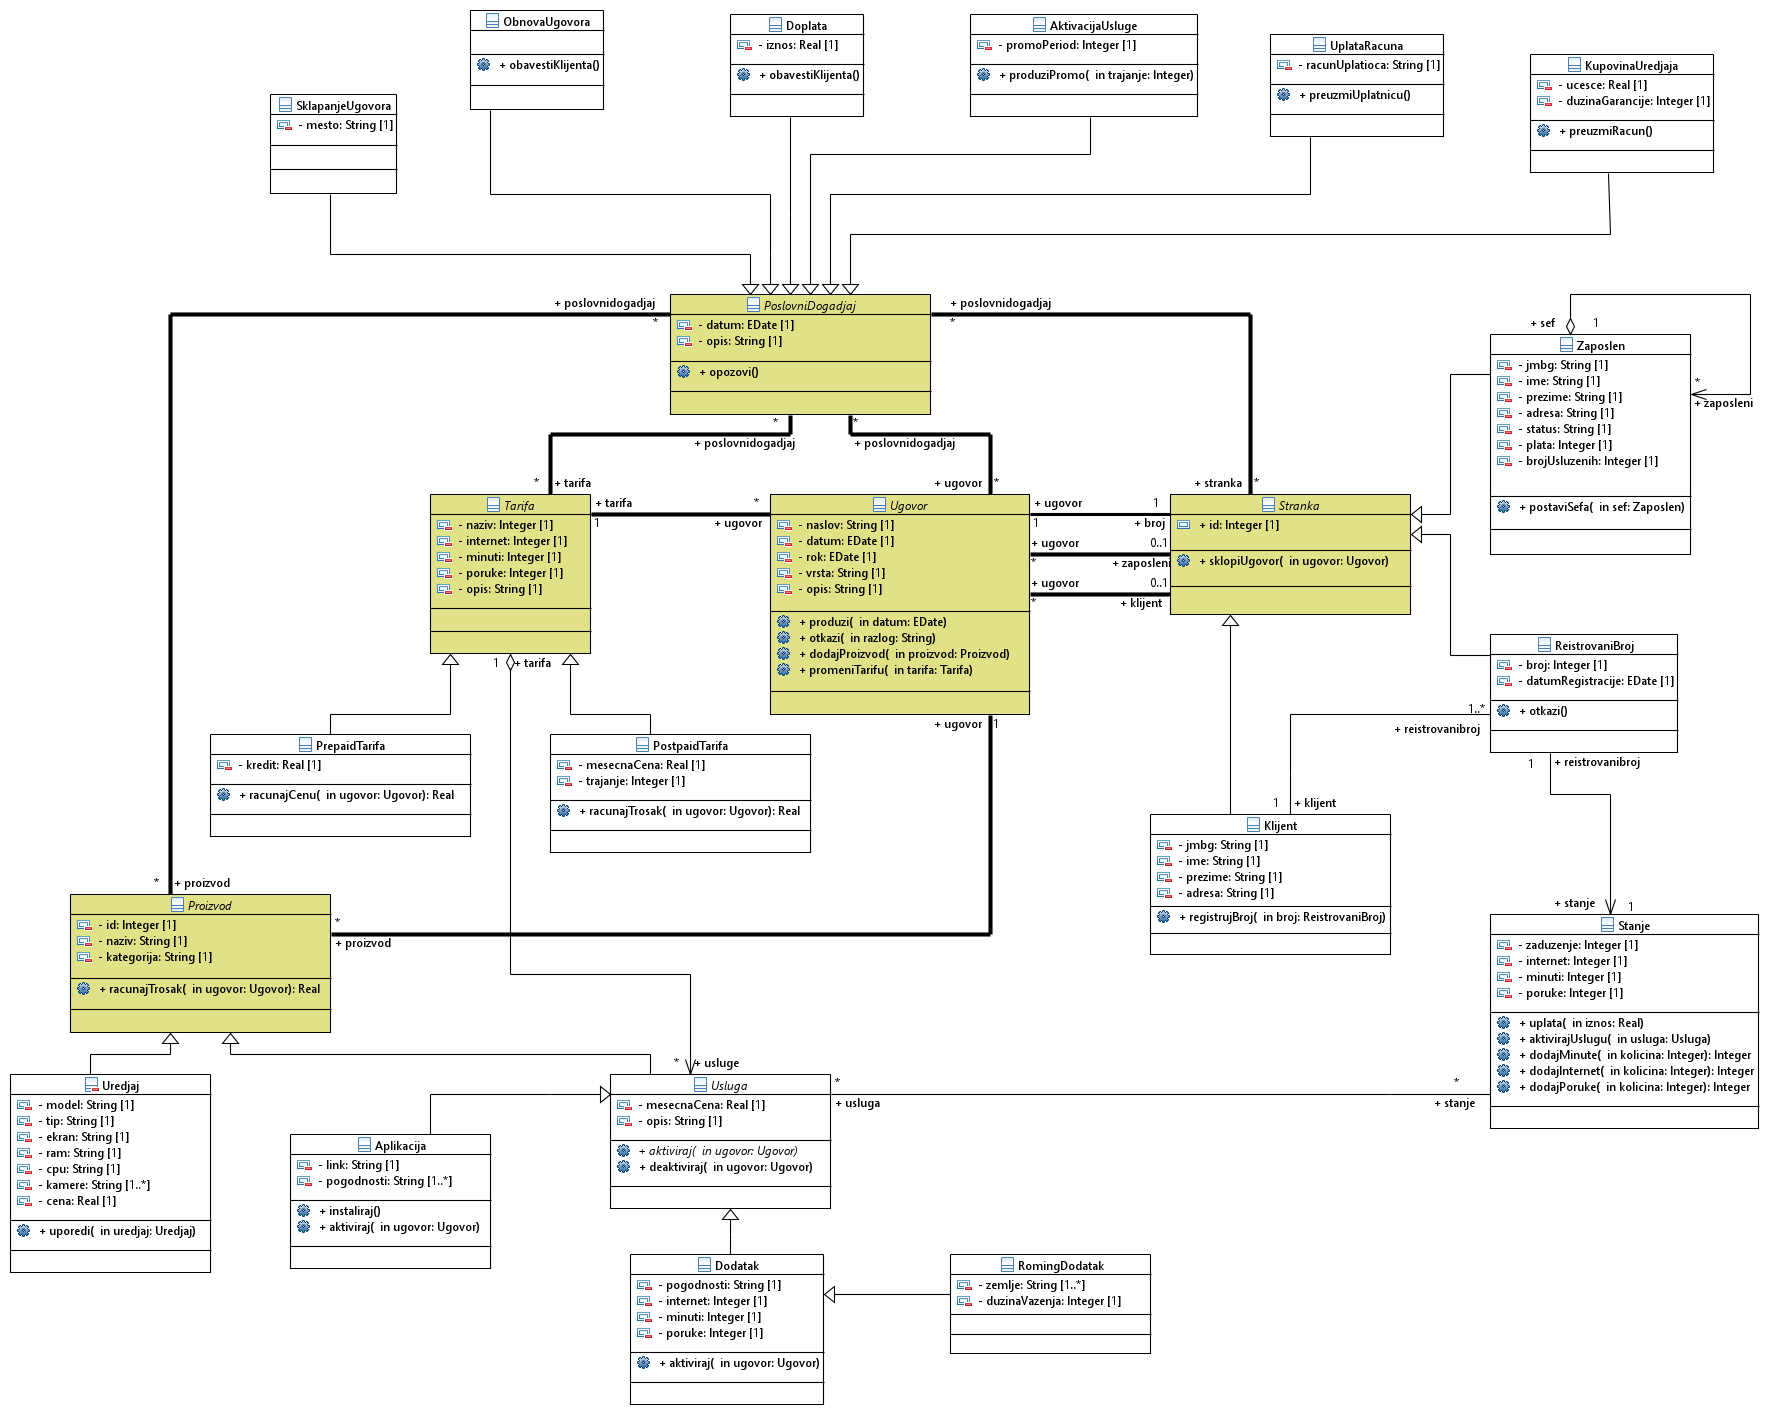 ObnovaUgovora
+ obavestiKlijenta()
Doplata
- iznos: Real [1]
+ obavestiKlijenta()
AktivacijaUsluge
- promoPeriod: Integer [1]
+ produziPromo( in trajanje: Integer)
UplataRacuna
- racunUplatioca: String [1]
+ preuzmiUplatnicu()
KupovinaUredjaja
- ucesce: Real [1]
- duzinaGarancije: Integer [1]
+ preuzmiRacun()
SklapanjeUgovora
- mesto: String [1]
+ poslovnidogadjaj
*
PoslovniDogadjaj
- datum: EDate [1]
- opis: String [1]
+ opozovi()
+ poslovnidogadjaj
*
*
+ poslovnidogadjaj
*
+ poslovnidogadjaj
+ sef
1
Zaposlen
- jmbg: String [1]
- ime: String [1]
- prezime: String [1]
- adresa: String [1]
- status: String [1]
- plata: Integer [1]
- brojUsluzenih: Integer [1]
+ postaviSefa( in sef: Zaposlen)
*
+ zaposleni
*
+ tarifa
+ ugovor
*
+ stranka
*
Tarifa
- naziv: Integer [1]
- internet: Integer [1]
- minuti: Integer [1]
- poruke: Integer [1]
- opis: String [1]
+ tarifa
1
*
+ ugovor
Ugovor
- naslov: String [1]
- datum: EDate [1]
- rok: EDate [1]
- vrsta: String [1]
- opis: String [1]
+ produzi( in datum: EDate)
+ otkazi( in razlog: String)
+ dodajProizvod( in proizvod: Proizvod)
+ promeniTarifu( in tarifa: Tarifa)
+ ugovor
1
1
+ broj
+ ugovor
0..1
*
+ zaposleni
+ ugovor
0..1
*
+ klijent
Stranka
+ id: Integer [1]
+ sklopiUgovor( in ugovor: Ugovor)
ReistrovaniBroj
- broj: Integer [1]
- datumRegistracije: EDate [1]
+ otkazi()
1..*
+ reistrovanibroj
1
+ reistrovanibroj
1
+ tarifa
+ ugovor
1
PrepaidTarifa
- kredit: Real [1]
+ racunajCenu( in ugovor: Ugovor): Real
PostpaidTarifa
- mesecnaCena: Real [1]
- trajanje: Integer [1]
+ racunajTrosak( in ugovor: Ugovor): Real
1
+ klijent
Klijent
- jmbg: String [1]
- ime: String [1]
- prezime: String [1]
- adresa: String [1]
+ registrujBroj( in broj: ReistrovaniBroj)
*
+ proizvod
Proizvod
- id: Integer [1]
- naziv: String [1]
- kategorija: String [1]
+ racunajTrosak( in ugovor: Ugovor): Real
*
+ proizvod
+ stanje
1
Stanje
- zaduzenje: Integer [1]
- internet: Integer [1]
- minuti: Integer [1]
- poruke: Integer [1]
+ uplata( in iznos: Real)
+ aktivirajUslugu( in usluga: Usluga)
+ dodajMinute( in kolicina: Integer): Integer
+ dodajInternet( in kolicina: Integer): Integer
+ dodajPoruke( in kolicina: Integer): Integer
Uredjaj
- model: String [1]
- tip: String [1]
- ekran: String [1]
- ram: String [1]
- cpu: String [1]
- kamere: String [1..*]
- cena: Real [1]
+ uporedi( in uredjaj: Uredjaj)
Aplikacija
- link: String [1]
- pogodnosti: String [1..*]
+ instaliraj()
+ aktiviraj( in ugovor: Ugovor)
*
+ usluge
Usluga
- mesecnaCena: Real [1]
- opis: String [1]
+ aktiviraj( in ugovor: Ugovor)
+ deaktiviraj( in ugovor: Ugovor)
*
+ usluga
*
+ stanje
Dodatak
- pogodnosti: String [1]
- internet: Integer [1]
- minuti: Integer [1]
- poruke: Integer [1]
+ aktiviraj( in ugovor: Ugovor)
RomingDodatak
- zemlje: String [1..*]
- duzinaVazenja: Integer [1]